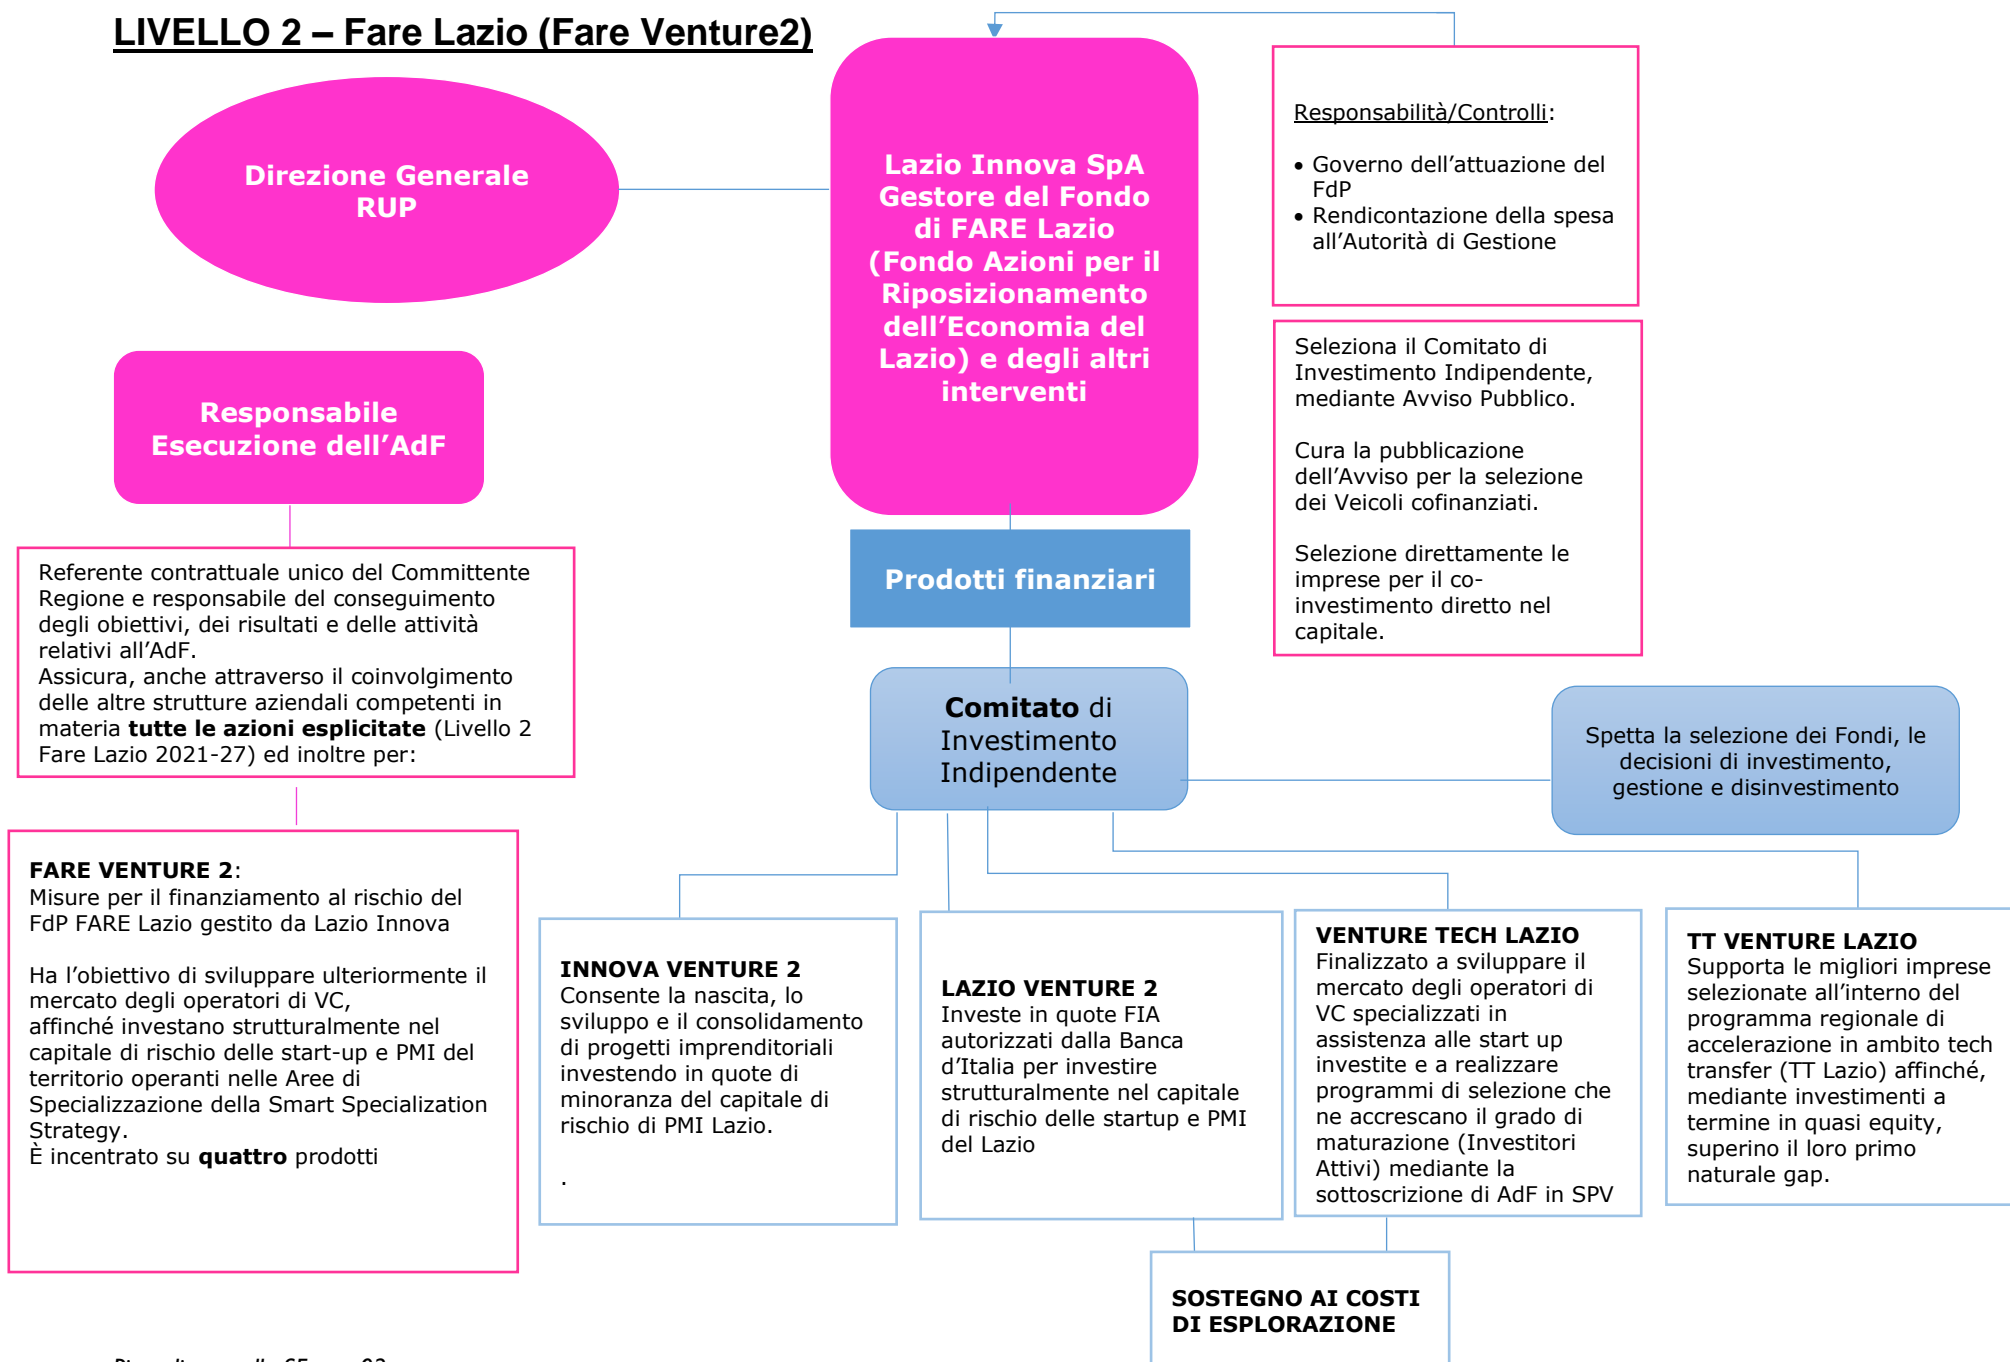 LIVELLO 2 – Fare Lazio (Fare Venture2)
Direzione Generale
RUP
Lazio Innova SpA
Gestore del Fondo
di FARE Lazio
(Fondo Azioni per il
Riposizionamento
dell’Economia del
Lazio) e degli altri
interventi
Responsabilità/Controlli:
• Governo dell’attuazione del
FdP
• Rendicontazione della spesa
all’Autorità di Gestione
Seleziona il Comitato di
Investimento Indipendente,
mediante Avviso Pubblico.
Cura la pubblicazione
dell’Avviso per la selezione
dei Veicoli cofinanziati.
Selezione direttamente le
imprese per il co-
investimento diretto nel
capitale.
Responsabile
Esecuzione dell’AdF
Referente contrattuale unico del Committente
Regione e responsabile del conseguimento
degli obiettivi, dei risultati e delle attività
relativi all’AdF.
Assicura, anche attraverso il coinvolgimento
delle altre strutture aziendali competenti in
materia tutte le azioni esplicitate (Livello 2
Fare Lazio 2021-27) ed inoltre per:
Prodotti finanziari
Comitato di
Investimento
Indipendente
Spetta la selezione dei Fondi, le
decisioni di investimento,
gestione e disinvestimento
FARE VENTURE 2:
Misure per il finanziamento al rischio del
FdP FARE Lazio gestito da Lazio Innova
Ha l’obiettivo di sviluppare ulteriormente il
mercato degli operatori di VC,
affinché investano strutturalmente nel
capitale di rischio delle start-up e PMI del
territorio operanti nelle Aree di
Specializzazione della Smart Specialization
Strategy.
È incentrato su quattro prodotti
INNOVA VENTURE 2
Consente la nascita, lo
sviluppo e il consolidamento
di progetti imprenditoriali
investendo in quote di
minoranza del capitale di
rischio di PMI Lazio.
.
LAZIO VENTURE 2
Investe in quote FIA
autorizzati dalla Banca
d’Italia per investire
strutturalmente nel capitale
di rischio delle startup e PMI
del Lazio
VENTURE TECH LAZIO
Finalizzato a sviluppare il
mercato degli operatori di
VC specializzati in
assistenza alle start up
investite e a realizzare
programmi di selezione che
ne accrescano il grado di
maturazione (Investitori
Attivi) mediante la
sottoscrizione di AdF in SPV
TT VENTURE LAZIO
Supporta le migliori imprese
selezionate all’interno del
programma regionale di
accelerazione in ambito tech
transfer (TT Lazio) affinché,
mediante investimenti a
termine in quasi equity,
superino il loro primo
naturale gap.
SOSTEGNO AI COSTI
DI ESPLORAZIONE